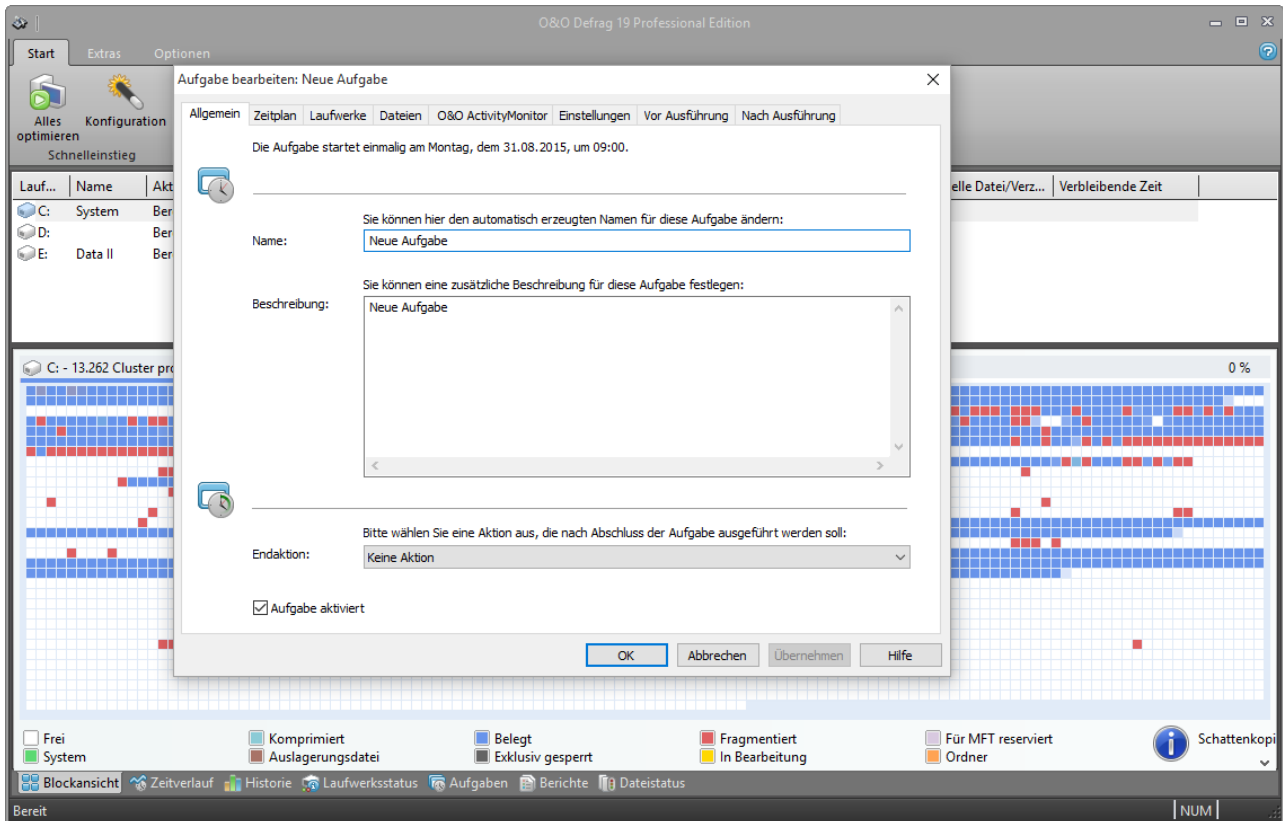 O&O Defrag 19 Professional Edition
Start Extras Optionen
Alles optimieren
Konfiguration
Schnelleinstieg
Aufgabe bearbeiten: Neue Aufgabe
Allgemein Zeitplan Laufwerke Dateien O&O ActivityMonitor Einstellungen Vor Ausführung Nach Ausführung
Die Aufgabe startet einmalig am Montag, dem 31.08.2015, um 09:00.
Sie können hier den automatisch erzeugten Namen für diese Aufgabe ändern:
Name: Neue Aufgabe
Sie können eine zusätzliche Beschreibung für diese Aufgabe festlegen:
Beschreibung: Neue Aufgabe
Bitte wählen Sie eine Aktion aus, die nach Abschluss der Aufgabe ausgeführt werden soll:
Endaktion: Keine Aktion
Aufgabe aktiviert
OK Abbrechen Übernehmen Hilfe
Lauf... Name Akt elle Datei/Verz... Verbleibende Zeit
C: System Ber
D: Ber
E: Data II Ber
C: - 13.262 Cluster pro 0 %
Frei Komprimiert Belegt Fragmentiert Für MFT reserviert
System Auslagerungsdatei Exklusiv gesperrt In Bearbeitung Ordner
Schattenkopi
Blockansicht Zeitverlauf Historie Laufwerksstatus Aufgaben Berichte Dateistatus
Bereit NUM